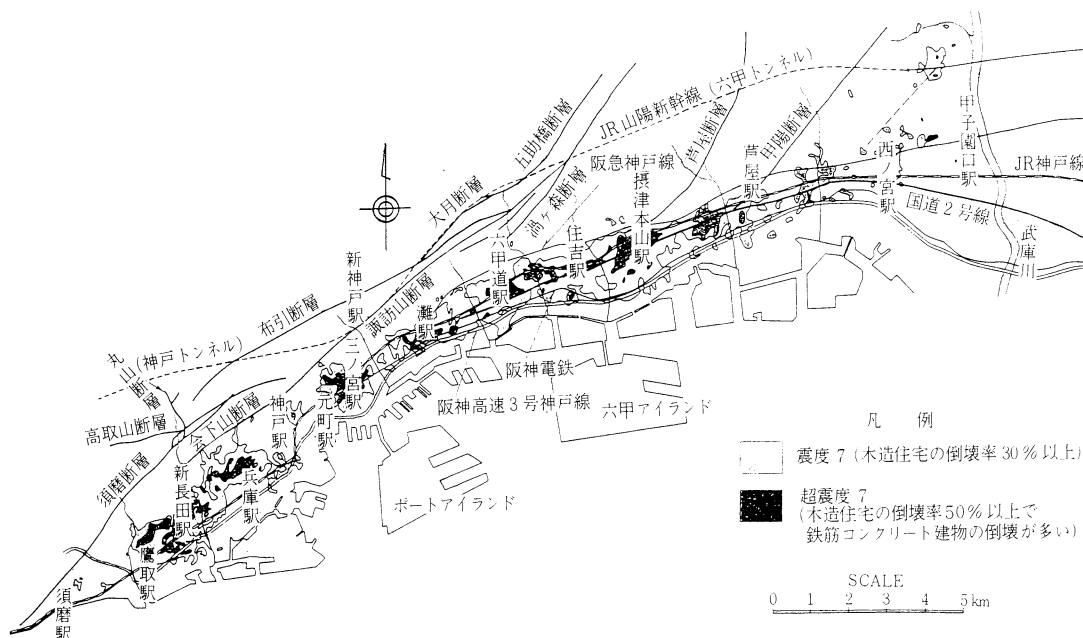 JR山陽新幹線(六甲トンネル)
五助橋断層
芦屋断層
甲陽断層
甲子園口駅
阪急神戸線
大月断層
渦ヶ森断層
摂津本山駅
芦屋駅
西ノ宮駅
JR神戸線
国道2号線
武庫川
住吉駅
六甲道駅
新神戸駅
諏訪山断層
灘駅
布引断層
丸山断層
(神戸トンネル)
三ノ宮駅
元町駅
阪神電鉄
阪神高速3号神戸線
六甲アイランド
高取山断層
会下山断層
神戸駅
須磨断層
新長田駅
兵庫駅
ポートアイランド
鷹取駅
須磨駅
凡 例
震度 7 (木造住宅の倒壊率30%以上)
超震度 7
(木造住宅の倒壊率50%以上で
鉄筋コンクリート建物の倒壊が多い)
SCALE
0 1 2 3 4 5km